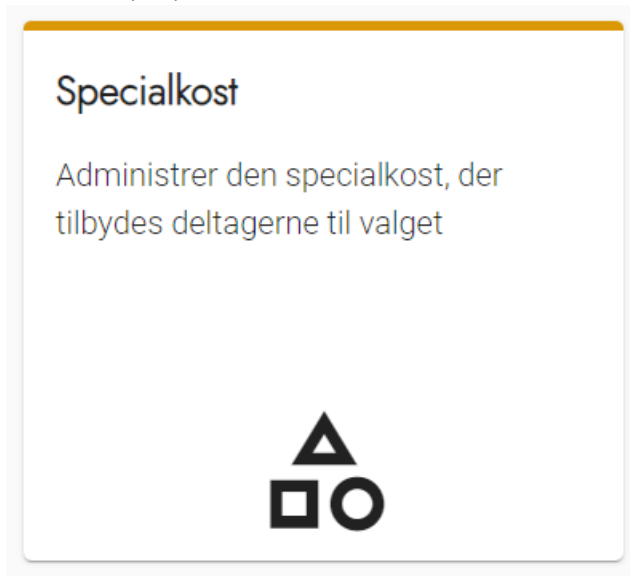 Specialkost
Administrer den specialkost, der
tilbydes deltagerne til valget